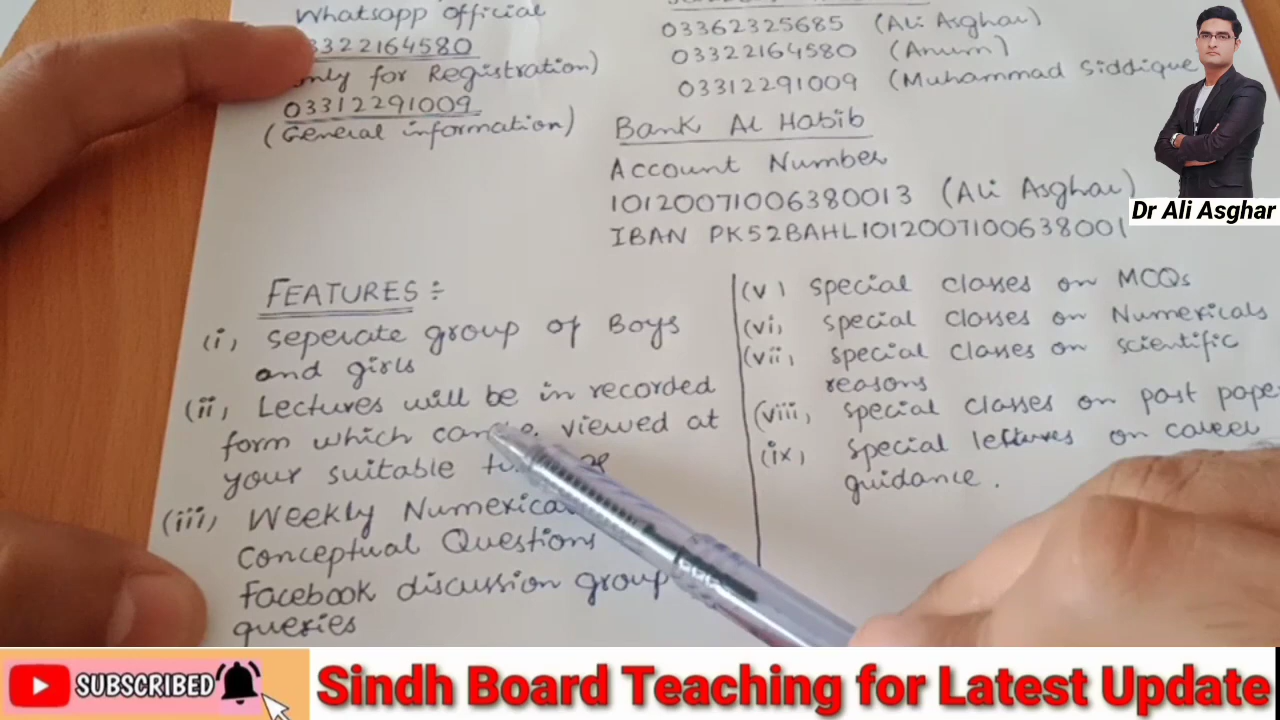 Whatsapp official
3322164580
only for Registration)
03312291009
(General information)
03362325685 (Ali Asghar)
03322164580 (Anum)
03312291009 (Muhammad Siddique
Bank Al Habib
Account Number
10120071006380013 (Ali Asghar)
IBAN PK52BAHL1012007100638001
Dr Ali Asghar
FEATURES :-
(i) seperate group of Boys
and girls
(ii) Lectures will be in recorded
form which can viewed at
your suitable
(iii) Weekly
Conceptual Questions
Facebook discussion group
queries
(v) special classes on MCQs
(vi) special classes on Numericals
(vii) special classes on scientific
reasons
(viii) special classes on past pape
(ix) special lectures on career
guidance.
SUBSCRIBED
Sindh Board Teaching for Latest Update